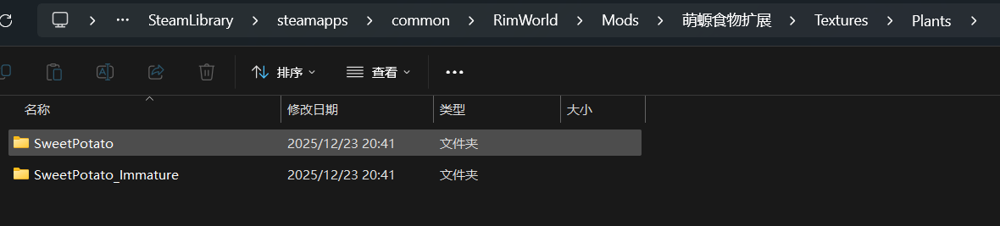 SteamLibrary > steamapps > common > RimWorld > Mods > 萌螈食物扩展 > Textures > Plants >
排序 查看
名称 修改日期 类型 大小
SweetPotato 2025/12/23 20:41 文件夹
SweetPotato_Immature 2025/12/23 20:41 文件夹